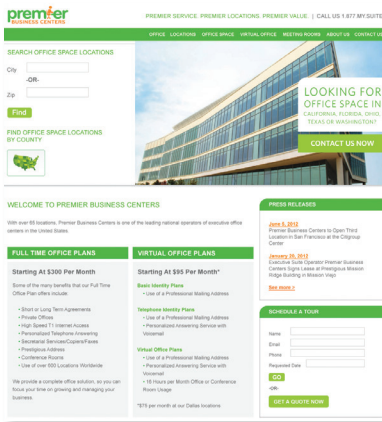 premier
BUSINESS CENTERS
PREMIER SERVICE. PREMIER LOCATIONS. PREMIER VALUE. | CALL US 1.877.MY.SUITE
OFFICE LOCATIONS OFFICE SPACE VIRTUAL OFFICE MEETING ROOMS ABOUT US CONTACT US
SEARCH OFFICE SPACE LOCATIONS
City
-OR-
Zip
Find
FIND OFFICE SPACE LOCATIONS
BY COUNTY
LOOKING FOR
OFFICE SPACE IN
CALIFORNIA, FLORIDA, OHIO,
TEXAS OR WASHINGTON?
CONTACT US NOW
WELCOME TO PREMIER BUSINESS CENTERS
With over 65 locations, Premier Business Centers is one of the leading national operators of executive office
centers in the United States.
FULL TIME OFFICE PLANS
Starting At $300 Per Month
Some of the many benefits that our Full Time
Office Plan offers include:
• Short or Long Term Agreements
• Private Offices
• High Speed T1 Internet Access
• Personalized Telephone Answering
• Secretarial Services/Copiers/Faxes
• Prestigious Address
• Conference Rooms
• Use of over 600 Locations Worldwide
We provide a complete office solution, so you can
focus your time on growing and managing your
business.
VIRTUAL OFFICE PLANS
Starting At $95 Per Month*
Basic Identity Plans
• Use of a Professional Mailing Address
Telephone Identity Plans
• Use of a Professional Mailing Address
• Personalized Answering Service with
Voicemail
Virtual Office Plans
• Use of a Professional Mailing Address
• Personalized Answering Service with
Voicemail
• 16 Hours per Month Office or Conference
Room Usage
*$75 per month at our Dallas locations
PRESS RELEASES
June 5, 2012
Premier Business Centers to Open Third
Location in San Francisco at the Citigroup
Center
January 20, 2012
Executive Suite Operator Premier Business
Centers Signs Lease at Prestigious Mission
Ridge Building in Mission Viejo
See more >
SCHEDULE A TOUR
Name
Email
Phone
Requested Date
GO
-OR-
GET A QUOTE NOW